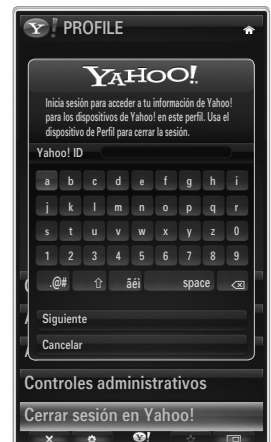 Y! PROFILE
YAHOO!
Inicia sesión para acceder a tu información de Yahoo!
para los dispositivos de Yahoo! en este perfil. Usa el
dispositivo de Perfil para cerrar la sesión.
Yahoo! ID
a b c d e f g h i
j k l m n o p q r
s t u v w x y z 0
1 2 3 4 5 6 7 8 9
.@# ⇧ ãéi space ⌫
Siguiente
Cancelar
Controles administrativos
Cerrar sesión en Yahoo!
Y!